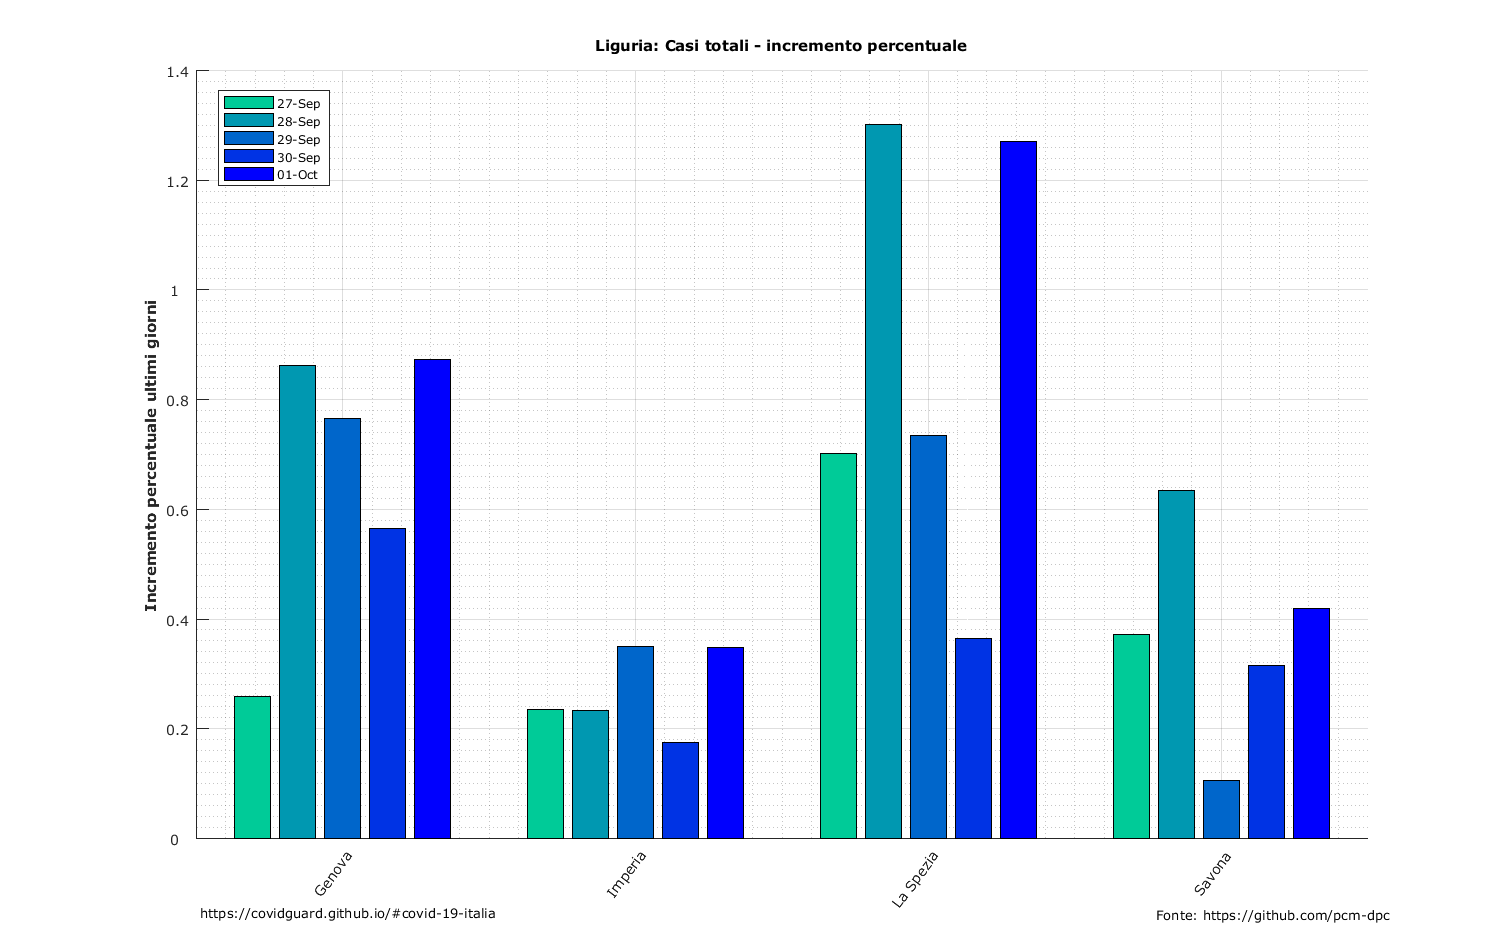 Liguria: Casi totali - incremento percentuale
1.4
1.2
1
0.8
0.6
0.4
0.2
0
Incremento percentuale ultimi giorni
27-Sep
28-Sep
29-Sep
30-Sep
01-Oct
Genova
Imperia
La Spezia
Savona
https://covidguard.github.io/#covid-19-italia
Fonte: https://github.com/pcm-dpc